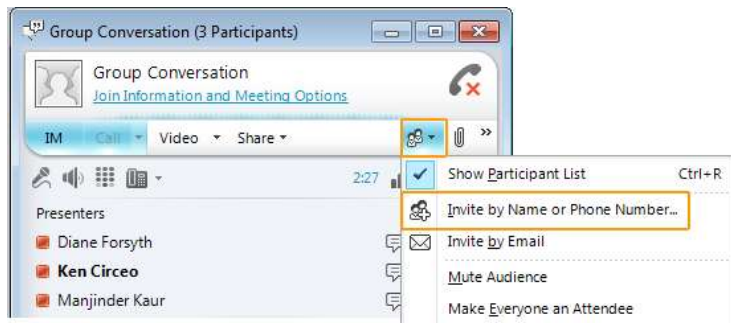 Group Conversation (3 Participants)
Group Conversation
Join Information and Meeting Options
IM Call Video Share
2:27
Show Participant List Ctrl+R
Presenters
Invite by Name or Phone Number...
Diane Forsyth
Invite by Email
Ken Circeo
Mute Audience
Manjinder Kaur
Make Everyone an Attendee